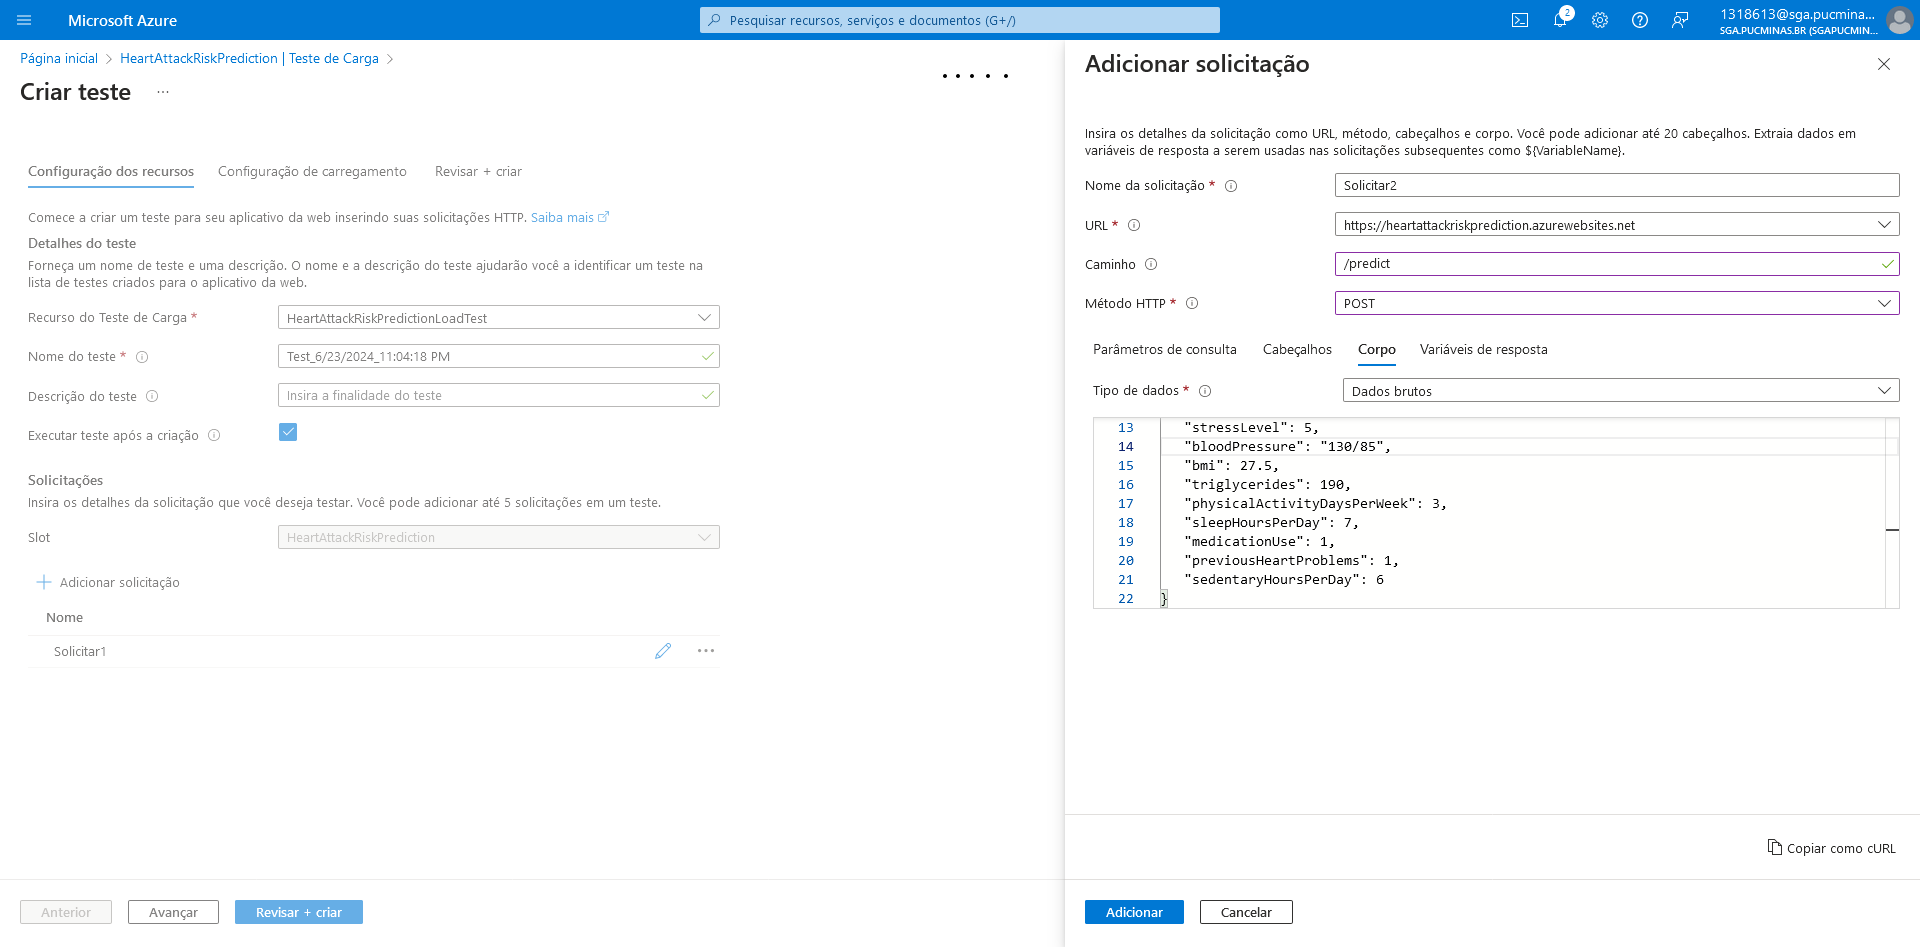 Microsoft Azure
Pesquisar recursos, serviços e documentos (G+/)
2
1318613@sga.pucmina...
SGA.PUCMINAS.BR (SGAPUCMIN...
Página inicial > HeartAttackRiskPrediction | Teste de Carga >
Criar teste ...
Configuração dos recursos Configuração de carregamento Revisar + criar
Comece a criar um teste para seu aplicativo da web inserindo suas solicitações HTTP. Saiba mais
Detalhes do teste
Forneça um nome de teste e uma descrição. O nome e a descrição do teste ajudarão você a identificar um teste na
lista de testes criados para o aplicativo da web.
Recurso do Teste de Carga * HeartAttackRiskPredictionLoadTest
Nome do teste * Test_6/23/2024_11:04:18 PM
Descrição do teste Insira a finalidade do teste
Executar teste após a criação
Solicitações
Insira os detalhes da solicitação que você deseja testar. Você pode adicionar até 5 solicitações em um teste.
Slot HeartAttackRiskPrediction
Adicionar solicitação
Nome
Solicitar1
Anterior Avançar Revisar + criar
Adicionar solicitação
Insira os detalhes da solicitação como URL, método, cabeçalhos e corpo. Você pode adicionar até 20 cabeçalhos. Extraia dados em
variáveis de resposta a serem usadas nas solicitações subsequentes como ${VariableName}.
Nome da solicitação * Solicitar2
URL * https://heartattackriskprediction.azurewebsites.net
Caminho /predict
Método HTTP * POST
Parâmetros de consulta Cabeçalhos Corpo Variáveis de resposta
Tipo de dados * Dados brutos
13 "stressLevel": 5,
14 "bloodPressure": "130/85",
15 "bmi": 27.5,
16 "triglycerides": 190,
17 "physicalActivityDaysPerWeek": 3,
18 "sleepHoursPerDay": 7,
19 "medicationUse": 1,
20 "previousHeartProblems": 1,
21 "sedentaryHoursPerDay": 6
22 }
Copiar como cURL
Adicionar Cancelar